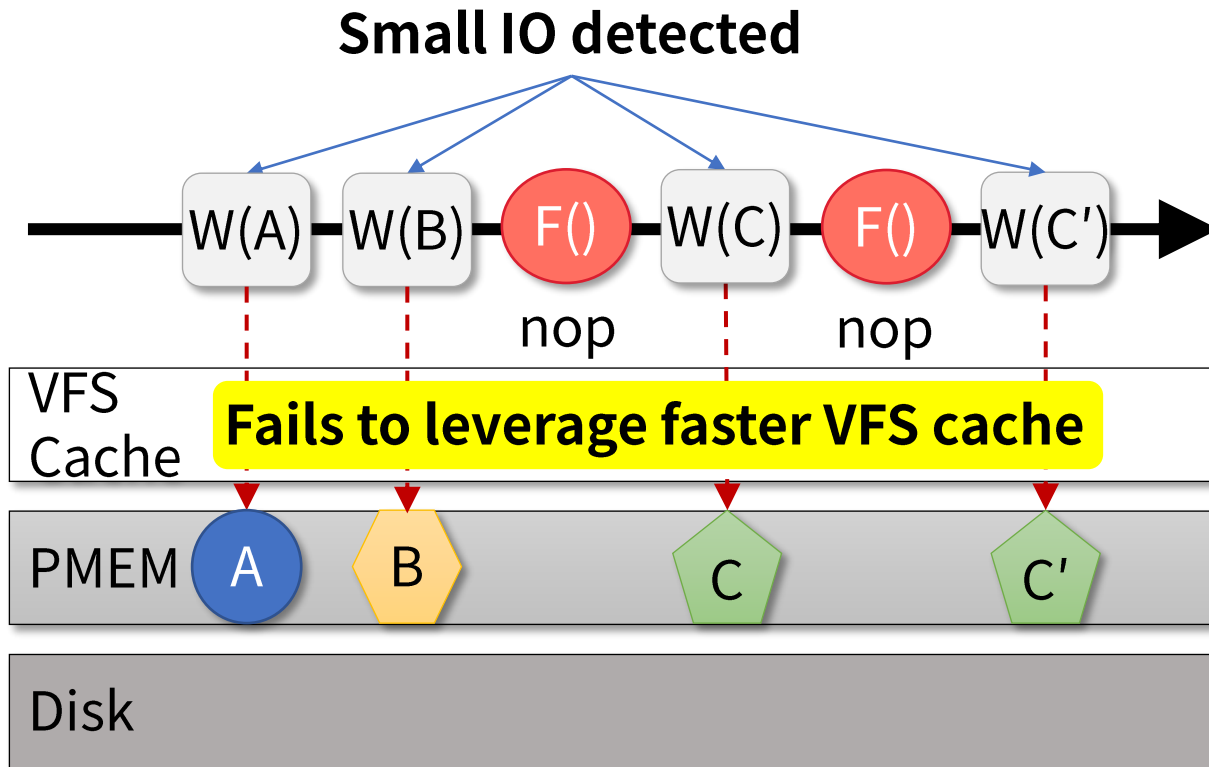 Small IO detected
W(A) W(B) F() W(C) F() W(C')
nop nop
VFS
Cache
Fails to leverage faster VFS cache
PMEM A B C C'
Disk